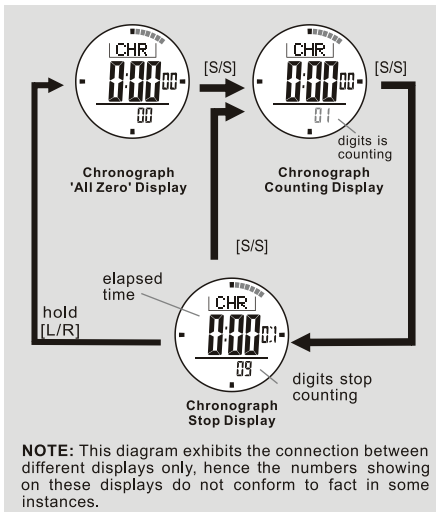 CHR
0:00 00
00
[S/S]
CHR
0:00 00
01
[S/S]
digits is
counting
Chronograph
'All Zero' Display
Chronograph
Counting Display
[S/S]
elapsed
time
hold
[L/R]
CHR
0:00 01
09
digits stop
counting
Chronograph
Stop Display
NOTE: This diagram exhibits the connection between
different displays only, hence the numbers showing
on these displays do not conform to fact in some
instances.